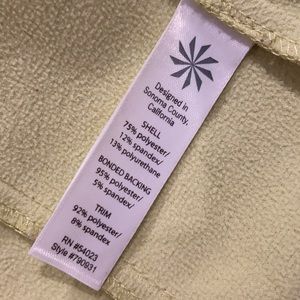 Designed in
Sonoma County,
California
SHELL
75% polyester/
12% spandex/
13% polyurethane
BONDED BACKING
95% polyester/
5% spandex
TRIM
92% polyester/
8% spandex
RN #54023
Style #790931